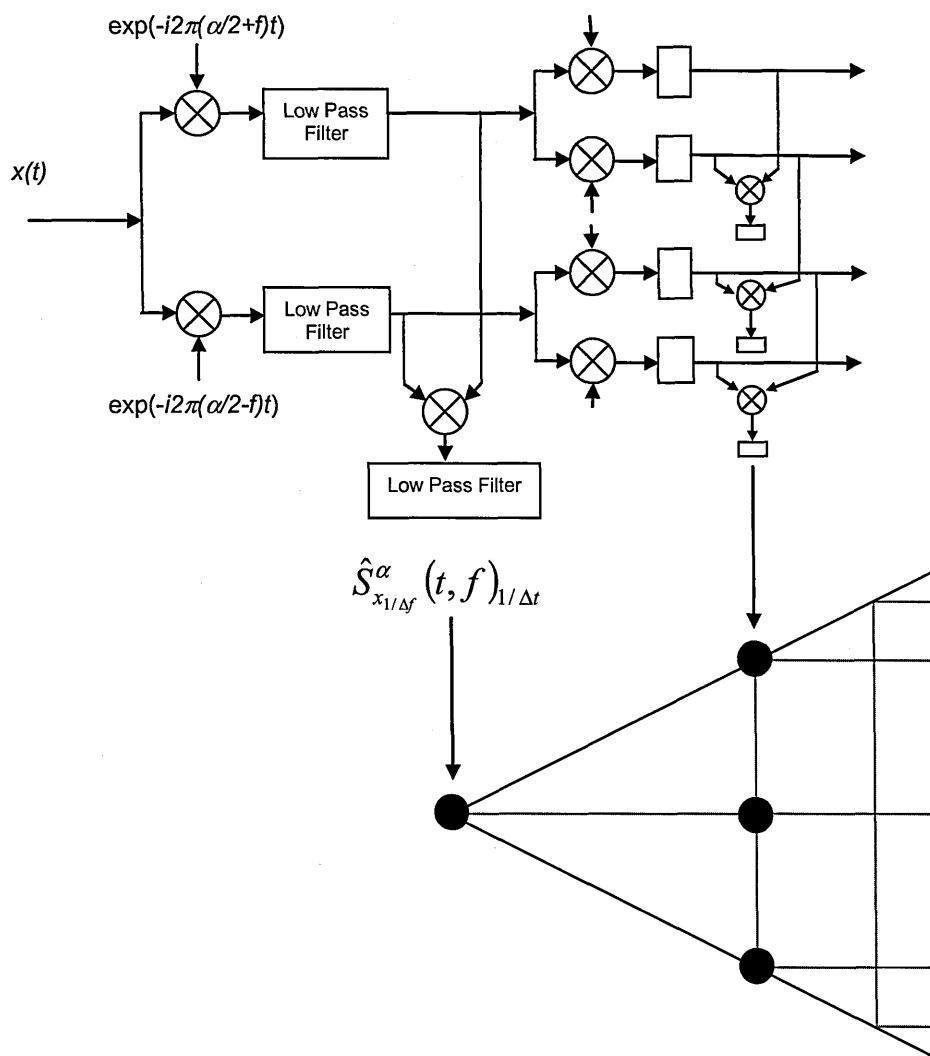 exp(-i2π(α/2+f)t)
Low Pass
Filter
x(t)
Low Pass
Filter
exp(-i2π(α/2-f)t)
Low Pass Filter
Ŝ^α_{x_{1/Δf}}(t, f)_{1/Δt}